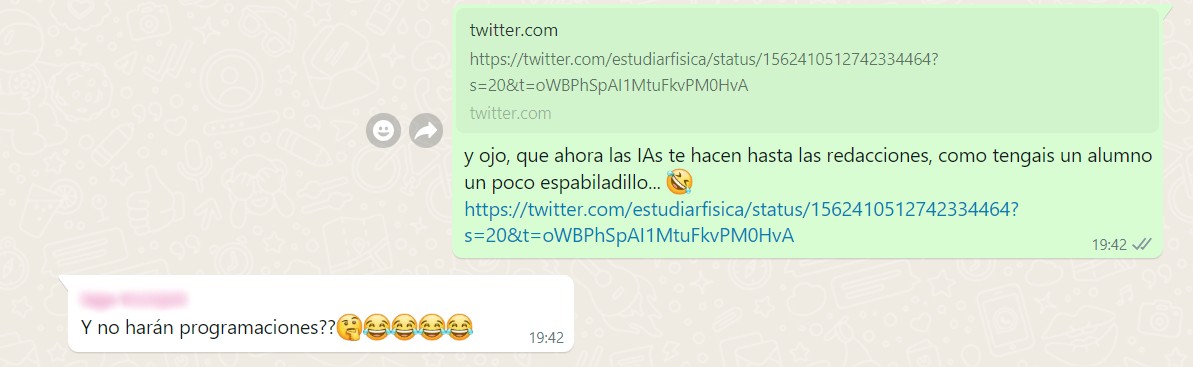 twitter.com
https://twitter.com/estudiarfisica/status/1562410512742334464?
s=20&t=oWBPhSpAI1MtuFkvPM0HvA
twitter.com
y ojo, que ahora las IAs te hacen hasta las redacciones, como tengais un alumno
un poco espabiladillo... 🤣
https://twitter.com/estudiarfisica/status/1562410512742334464?
s=20&t=oWBPhSpAI1MtuFkvPM0HvA
19:42
Y no harán programaciones??🤔😂😂😂😂
19:42